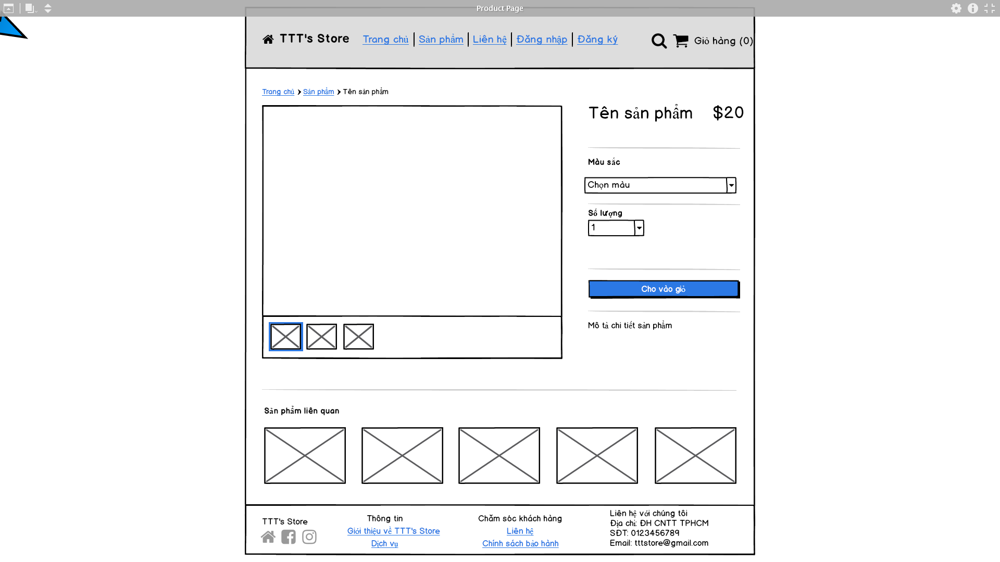 Product Page
TTT's Store
Trang chủ
Sản phẩm
Liên hệ
Đăng nhập
Đăng ký
Giỏ hàng (0)
Trang chủ
Sản phẩm
Tên sản phẩm
Tên sản phẩm
$20
Màu sắc
Chọn màu
Số lượng
1
Cho vào giỏ
Mô tả chi tiết sản phẩm
Sản phẩm liên quan
TTT's Store
Thông tin
Giới thiệu về TTT's Store
Dịch vụ
Chăm sóc khách hàng
Liên hệ
Chính sách bảo hành
Liên hệ với chúng tôi
Địa chỉ: ĐH CNTT TPHCM
SĐT: 0123456789
Email: tttstore@gmail.com